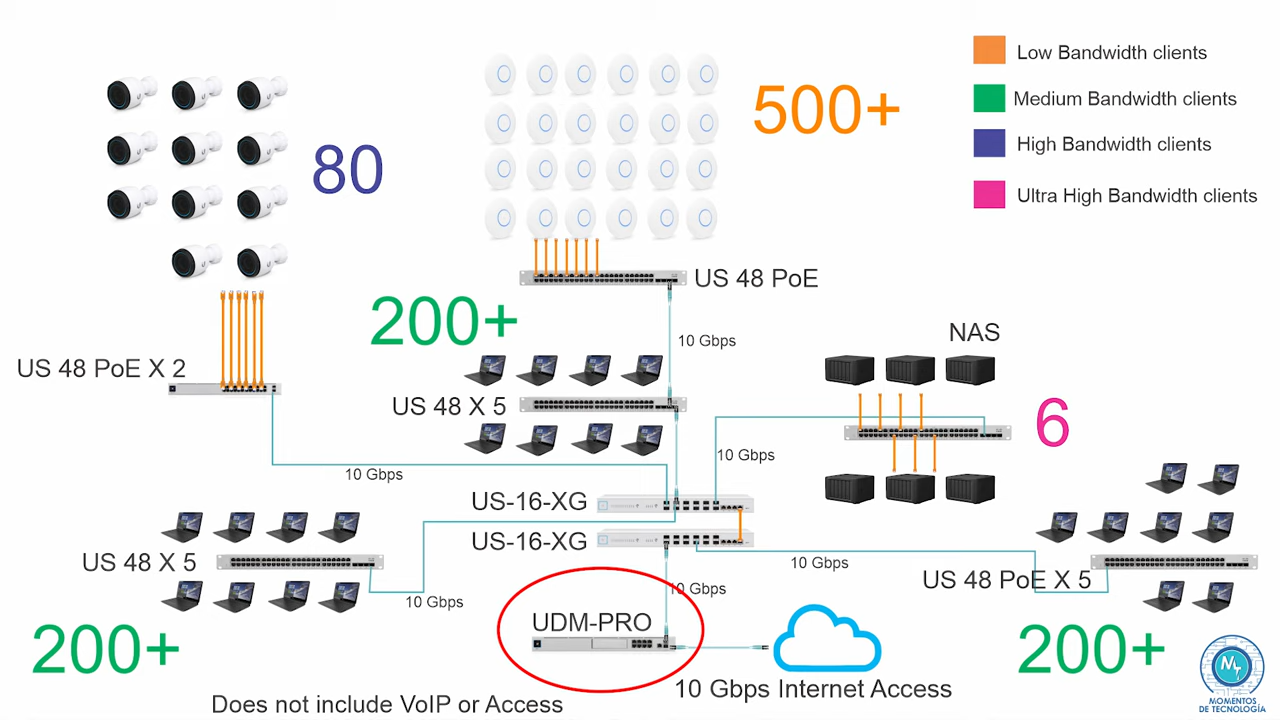 Low Bandwidth clients
Medium Bandwidth clients
High Bandwidth clients
Ultra High Bandwidth clients
80
500+
US 48 PoE
200+
10 Gbps
NAS
US 48 PoE X 2
US 48 X 5
6
10 Gbps
10 Gbps
US-16-XG
US-16-XG
US 48 X 5
10 Gbps
10 Gbps
US 48 PoE X 5
10 Gbps
UDM-PRO
200+
200+
10 Gbps Internet Access
Does not include VoIP or Access
MT
MOMENTOS
DE TECNOLOGÍA